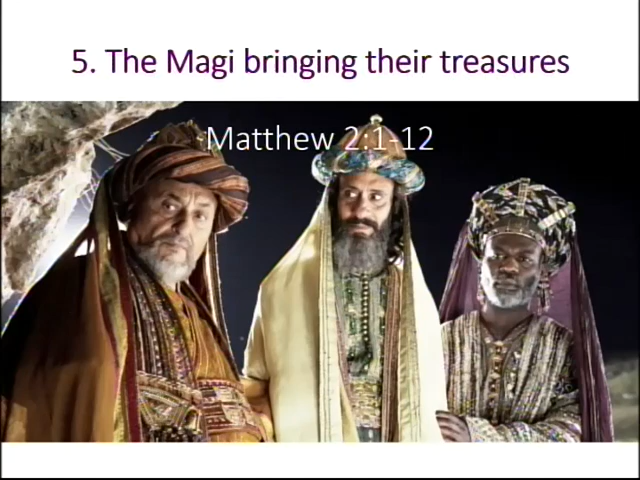 5. The Magi bringing their treasures
Matthew 2:1-12